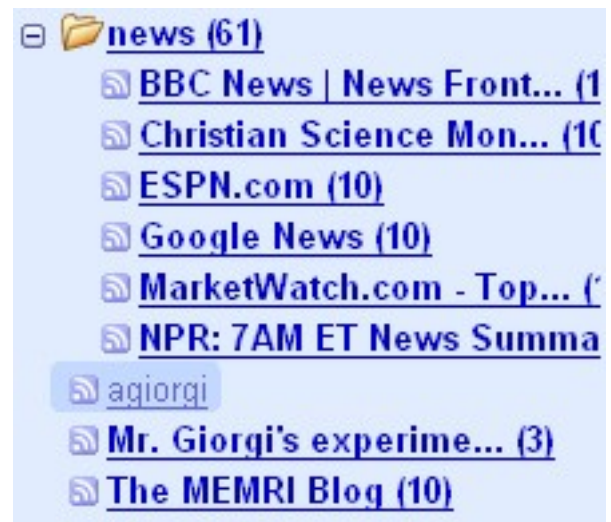 news (61)
BBC News | News Front... (1
Christian Science Mon... (10
ESPN.com (10)
Google News (10)
MarketWatch.com - Top... (
NPR: 7AM ET News Summa
agiorgi
Mr. Giorgi's experime... (3)
The MEMRI Blog (10)